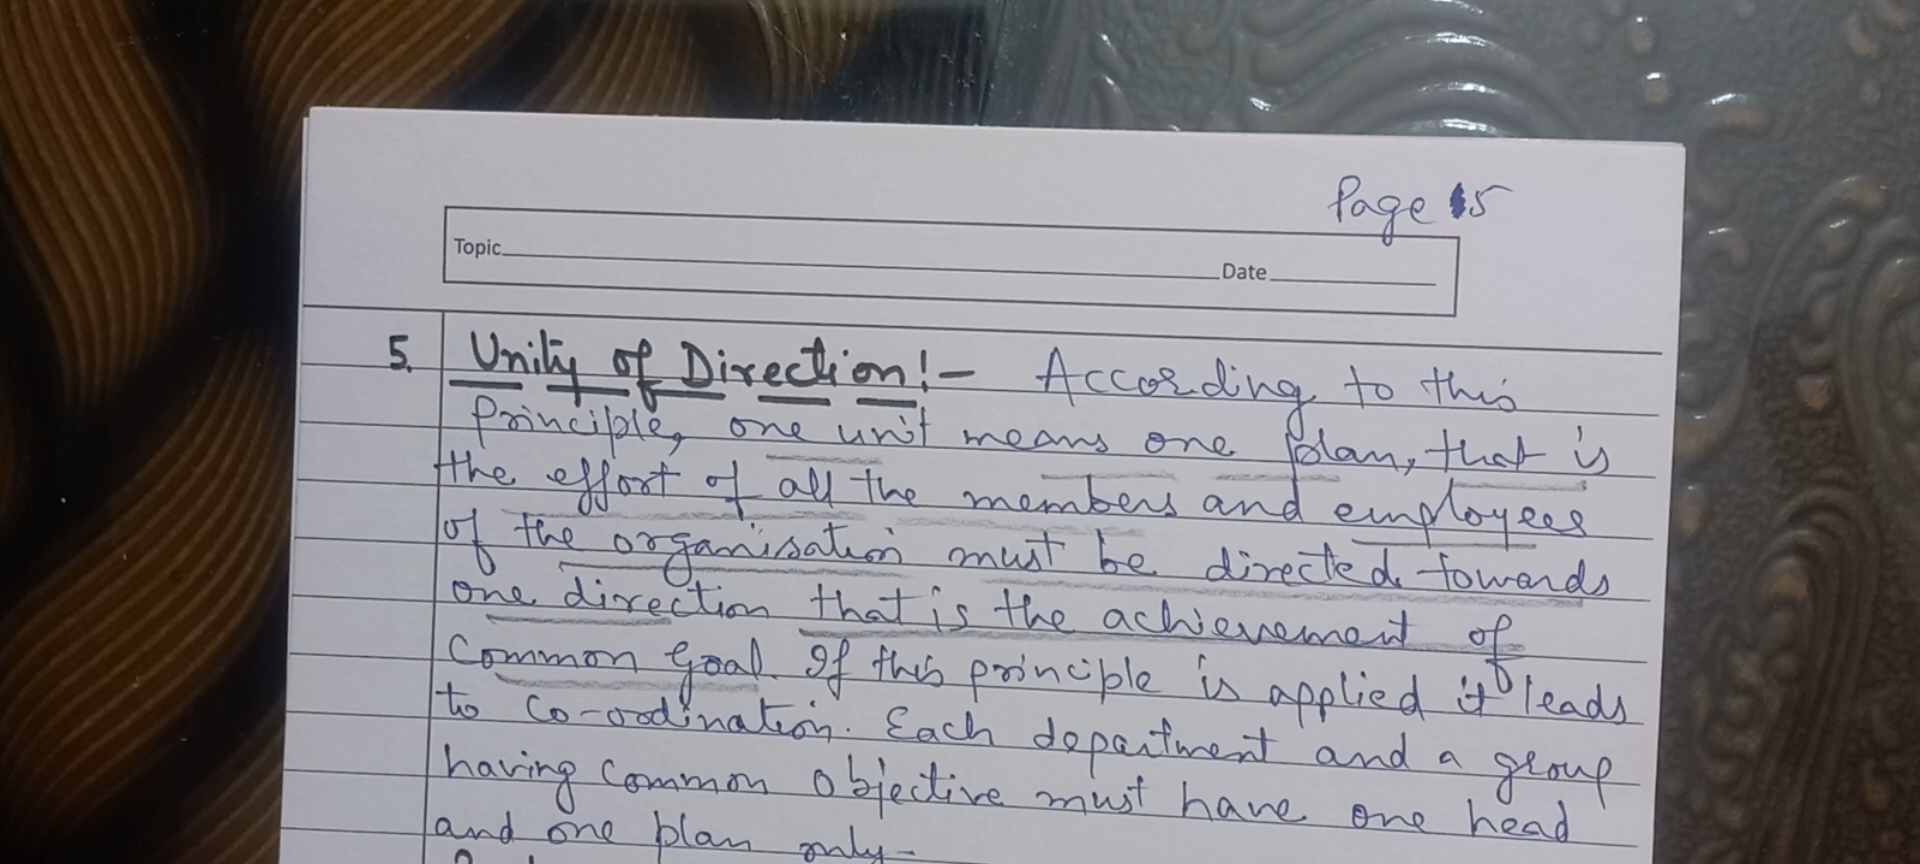 Page 5
Topic Date
5. Unity of Direction:- According to this
Principle, one unit means one plan, that is
the effort of all the members and employees
of the organisation must be directed towards
one direction that is the achievement of
Common Goal. If this principle is applied it leads
to Co-ordination. Each department and a group
having Common Objective must have one head
and one plan only-